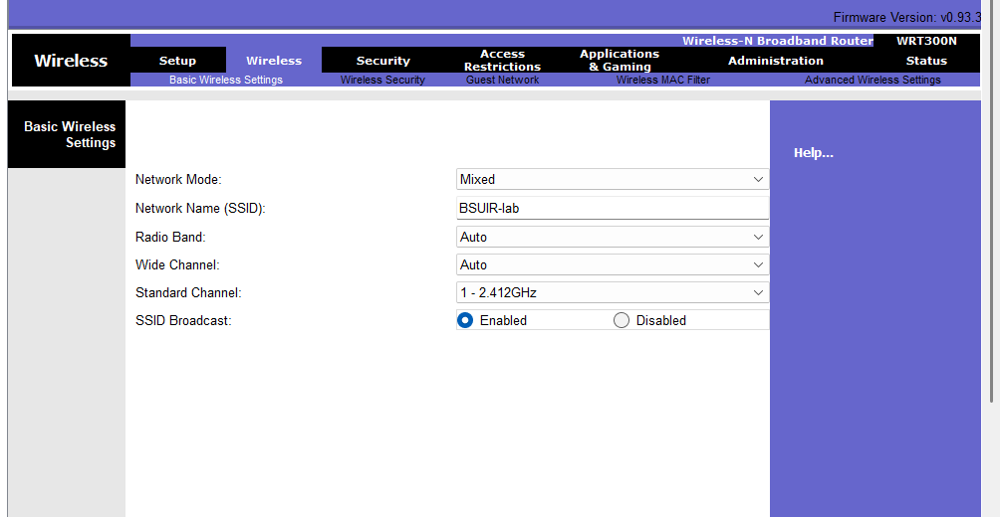 Firmware Version: v0.93.3
Wireless-N Broadband Router WRT300N
Wireless
Setup Wireless Security Access Restrictions Applications & Gaming Administration Status
Basic Wireless Settings Wireless Security Guest Network Wireless MAC Filter Advanced Wireless Settings
Basic Wireless
Settings
Help...
Network Mode: Mixed
Network Name (SSID): BSUIR-lab
Radio Band: Auto
Wide Channel: Auto
Standard Channel: 1 - 2.412GHz
SSID Broadcast: Enabled Disabled